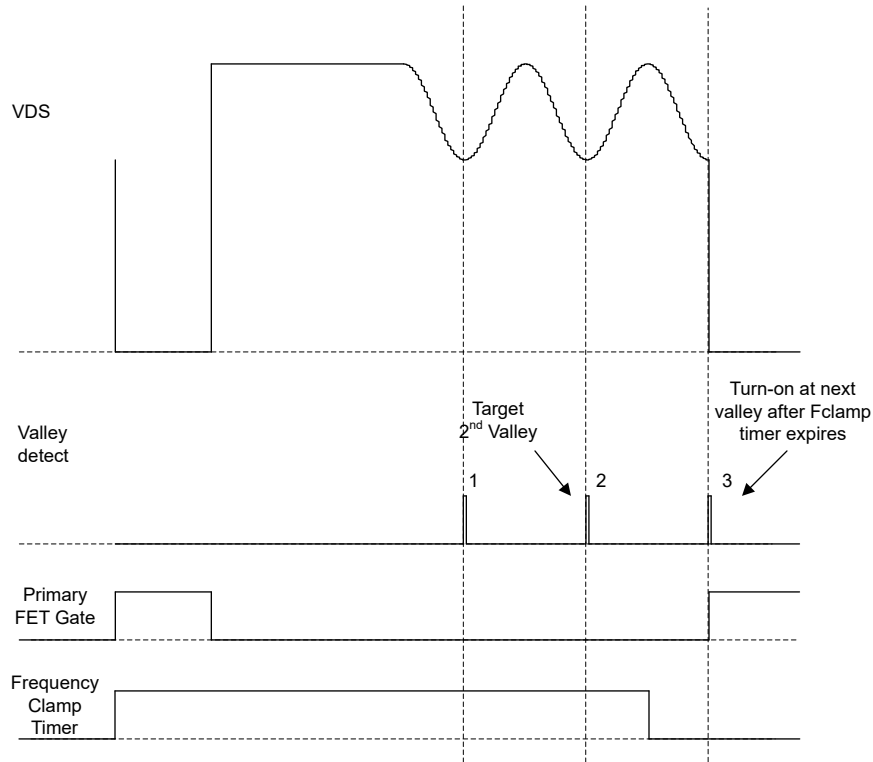 VDS
Valley
detect
Target
2nd Valley
Turn-on at next
valley after Fclamp
timer expires
1
2
3
Primary
FET Gate
Frequency
Clamp
Timer